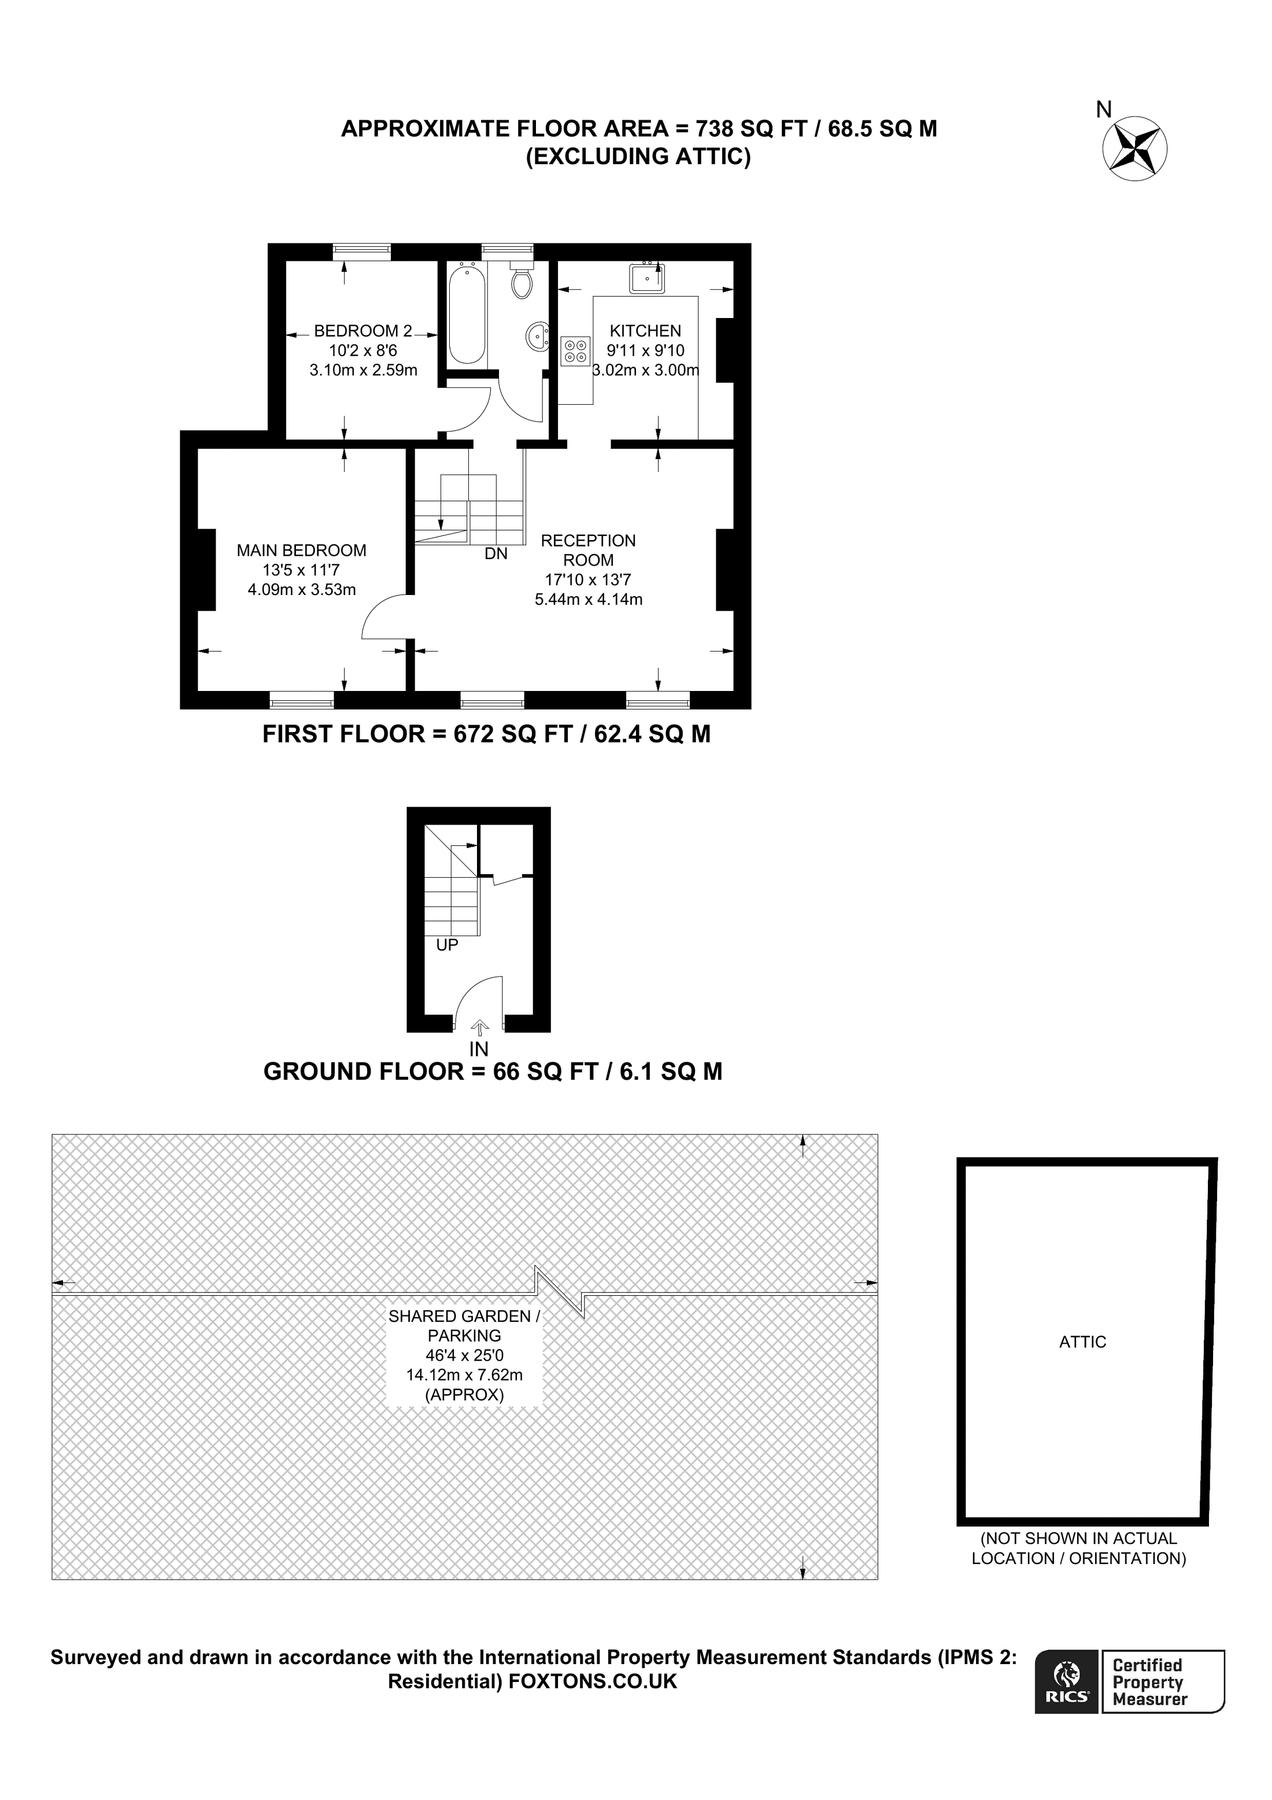 APPROXIMATE FLOOR AREA = 738 SQ FT / 68.5 SQ M
(EXCLUDING ATTIC)
N
BEDROOM 2
10'2 x 8'6
3.10m x 2.59m
KITCHEN
9'11 x 9'10
3.02m x 3.00m
MAIN BEDROOM
13'5 x 11'7
4.09m x 3.53m
DN
RECEPTION
ROOM
17'10 x 13'7
5.44m x 4.14m
FIRST FLOOR = 672 SQ FT / 62.4 SQ M
UP
IN
GROUND FLOOR = 66 SQ FT / 6.1 SQ M
SHARED GARDEN /
PARKING
46'4 x 25'0
14.12m x 7.62m
(APPROX)
ATTIC
(NOT SHOWN IN ACTUAL
LOCATION / ORIENTATION)
Surveyed and drawn in accordance with the International Property Measurement Standards (IPMS 2:
Residential) FOXTONS.CO.UK
RICS
Certified
Property
Measurer